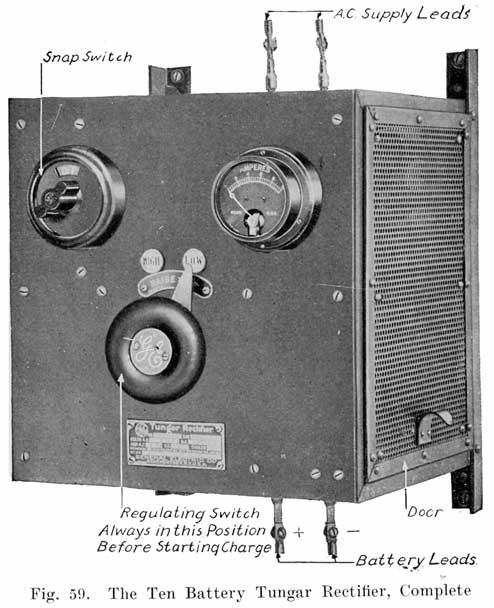 A.C. Supply Leads
Snap Switch
AMPERES
HIGH
LOW
RAISE
GE
Tungar Rectifier
Regulating Switch
Always in this Position
Before Starting Charge
+ −
Door
Battery Leads
Fig. 59. The Ten Battery Tungar Rectifier, Complete